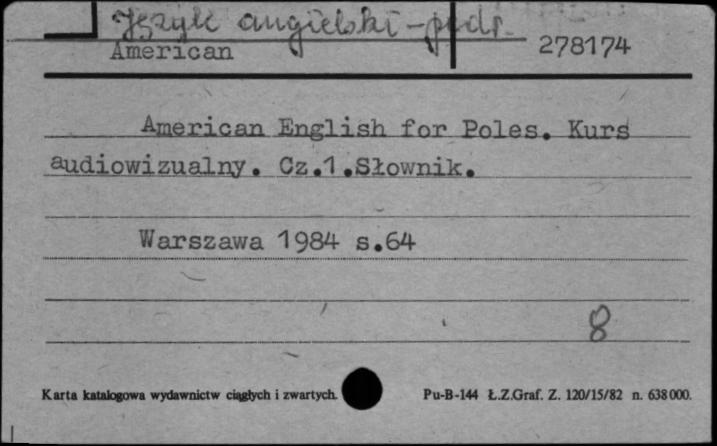 Język angielski - podr.
American 278174
American English for Poles. Kurs
audiowizualny. Cz.1.Słownik.
Warszawa 1984 s.64
8
Karta katalogowa wydawnictw ciągłych i zwartych. Pu-B-144 Ł.Z.Graf. Z. 120/15/82 n. 638000.